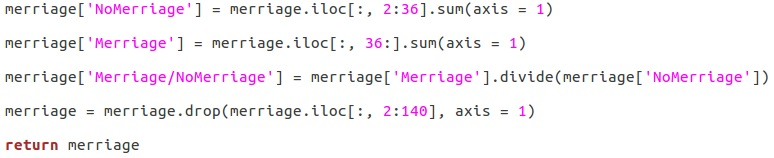 merriage['NoMerriage'] = merriage.iloc[:, 2:36].sum(axis = 1)
merriage['Merriage'] = merriage.iloc[:, 36:].sum(axis = 1)
merriage['Merriage/NoMerriage'] = merriage['Merriage'].divide(merriage['NoMerriage'])
merriage = merriage.drop(merriage.iloc[:, 2:140], axis = 1)
return merriage